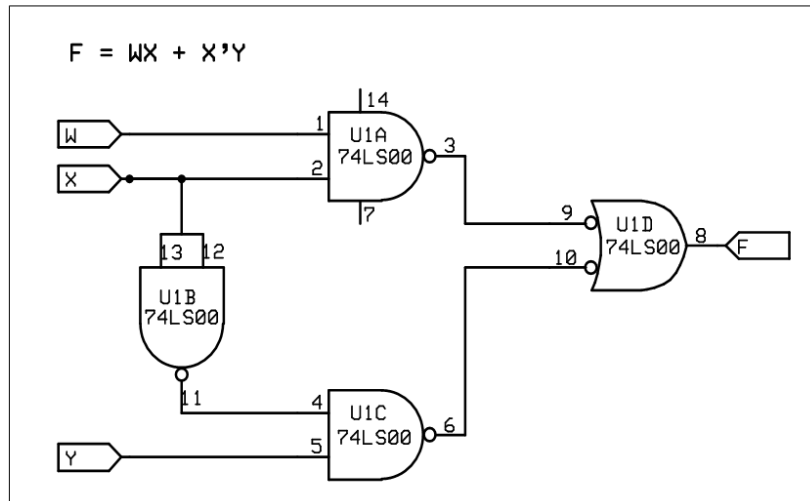 F = WX + X'Y
14
W
1
U1A
3
74LS00
X
2
7
9
U1D
8
F
74LS00
13
12
10
U1B
74LS00
11
4
U1C
6
74LS00
Y
5